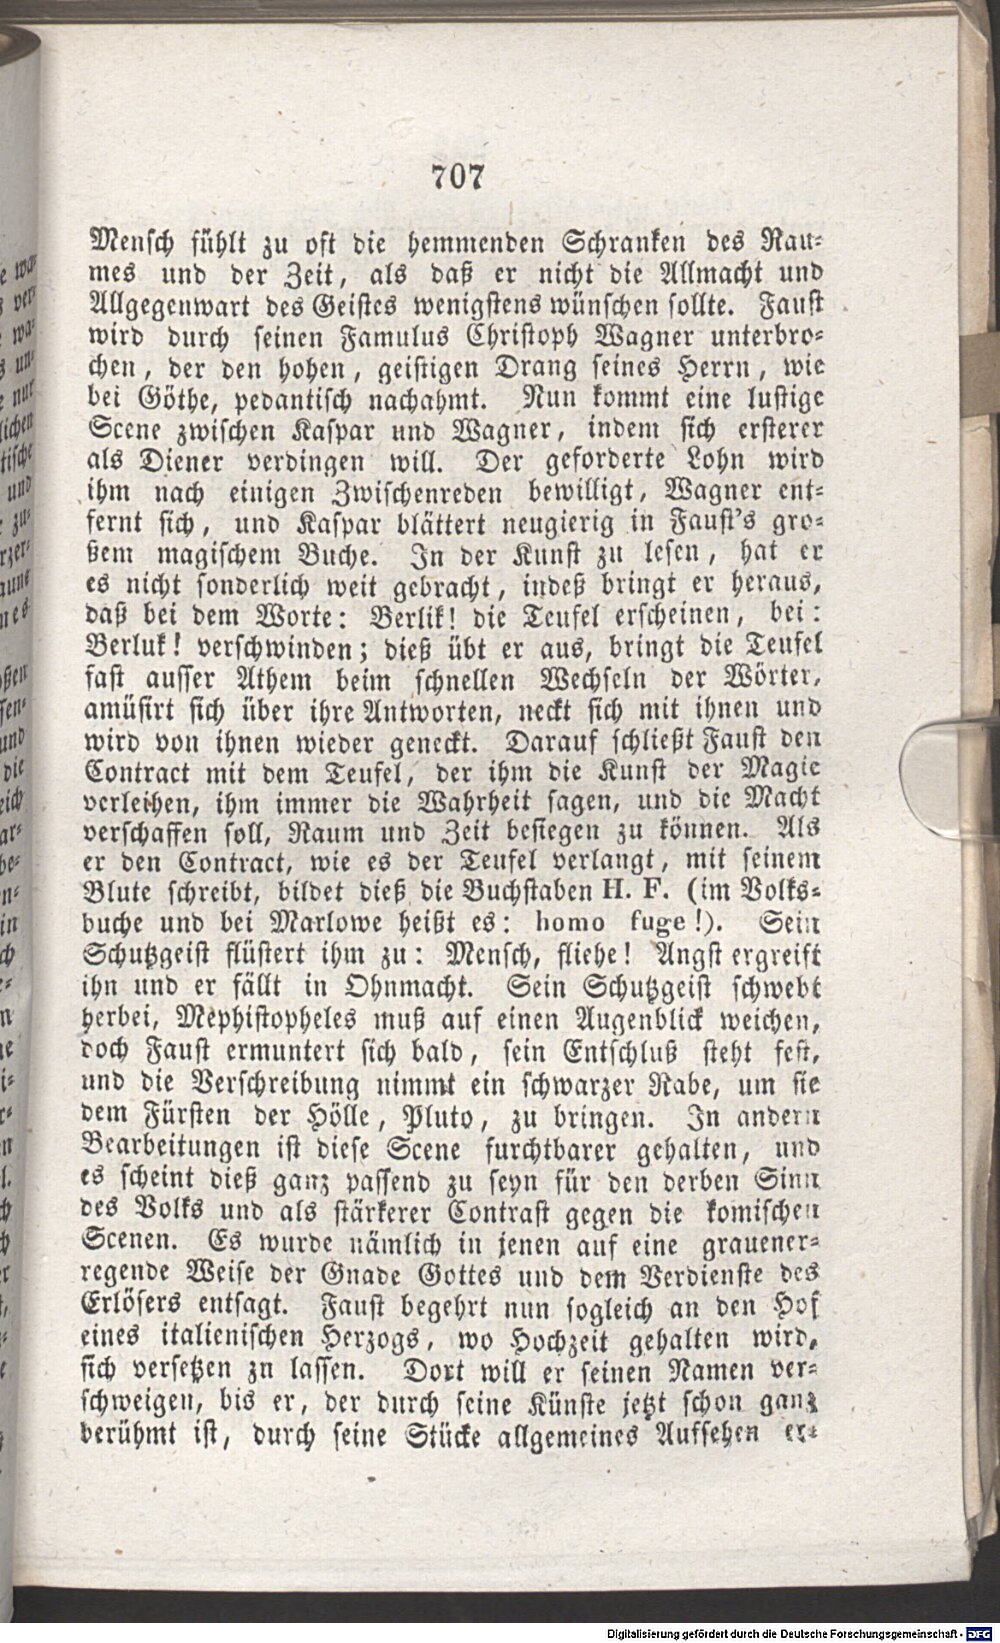 707
Mensch fühlt zu oft die hemmenden Schranken des Rau-
mes und der Zeit, als daß er nicht die Allmacht und
Allgegenwart des Geistes wenigstens wünschen sollte. Faust
wird durch seinen Famulus Christoph Wagner unterbro-
chen, der den hohen, geistigen Drang seines Herrn, wie
bei Göthe, pedantisch nachahmt. Nun kommt eine lustige
Scene zwischen Kaspar und Wagner, indem sich ersterer
als Diener verdingen will. Der geforderte Lohn wird
ihm nach einigen Zwischenreden bewilligt, Wagner ent-
fernt sich, und Kaspar blättert neugierig in Faust's gro-
ßem magischem Buche. In der Kunst zu lesen, hat er
es nicht sonderlich weit gebracht, indeß bringt er heraus,
daß bei dem Worte: Berlik! die Teufel erscheinen, bei:
Berluk! verschwinden; dieß übt er aus, bringt die Teufel
fast ausser Athem beim schnellen Wechseln der Wörter,
amüsirt sich über ihre Antworten, neckt sich mit ihnen und
wird von ihnen wieder geneckt. Darauf schließt Faust den
Contract mit dem Teufel, der ihm die Kunst der Magie
verleihen, ihm immer die Wahrheit sagen, und die Macht
verschaffen soll, Raum und Zeit besiegen zu können. Als
er den Contract, wie es der Teufel verlangt, mit seinem
Blute schreibt, bildet dieß die Buchstaben H. F. (im Volks-
buche und bei Marlowe heißt es: homo fuge!). Sein
Schutzgeist flüstert ihm zu: Mensch, fliehe! Angst ergreift
ihn und er fällt in Ohnmacht. Sein Schutzgeist schwebt
herbei, Mephistopheles muß auf einen Augenblick weichen,
doch Faust ermuntert sich bald, sein Entschluß steht fest,
und die Verschreibung nimmt ein schwarzer Rabe, um sie
dem Fürsten der Hölle, Pluto, zu bringen. In andern
Bearbeitungen ist diese Scene furchtbarer gehalten, und
es scheint dieß ganz passend zu seyn für den derben Sinn
des Volks und als stärkerer Contrast gegen die komischen
Scenen. Es wurde nämlich in jenen auf eine grauener-
regende Weise der Gnade Gottes und dem Verdienste des
Erlösers entsagt. Faust begehrt nun sogleich an den Hof
eines italienischen Herzogs, wo Hochzeit gehalten wird,
sich versetzen zu lassen. Dort will er seinen Namen ver-
schweigen, bis er, der durch seine Künste jetzt schon ganz
berühmt ist, durch seine Stücke allgemeines Aufsehen er-
Digitalisierung gefördert durch die Deutsche Forschungsgemeinschaft - DFG